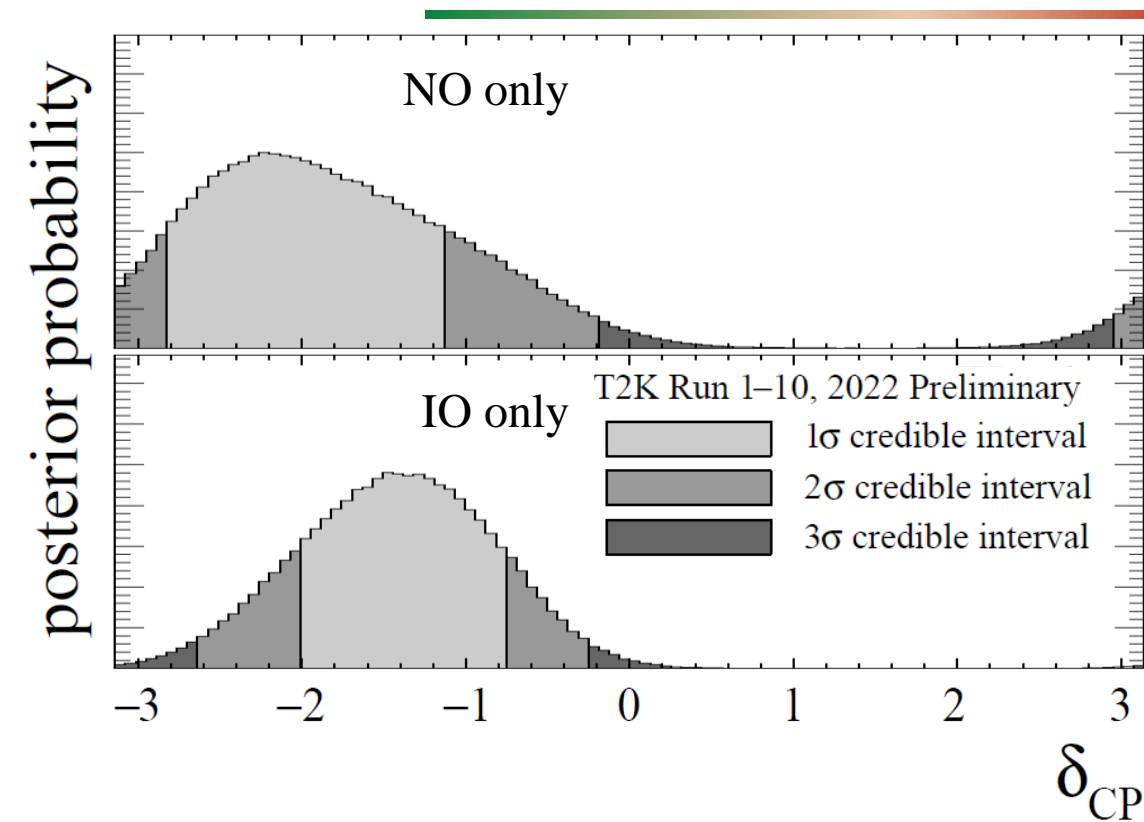 NO only
posterior probability
IO only
T2K Run 1–10, 2022 Preliminary
1σ credible interval
2σ credible interval
3σ credible interval
−3 −2 −1 0 1 2 3
δCP